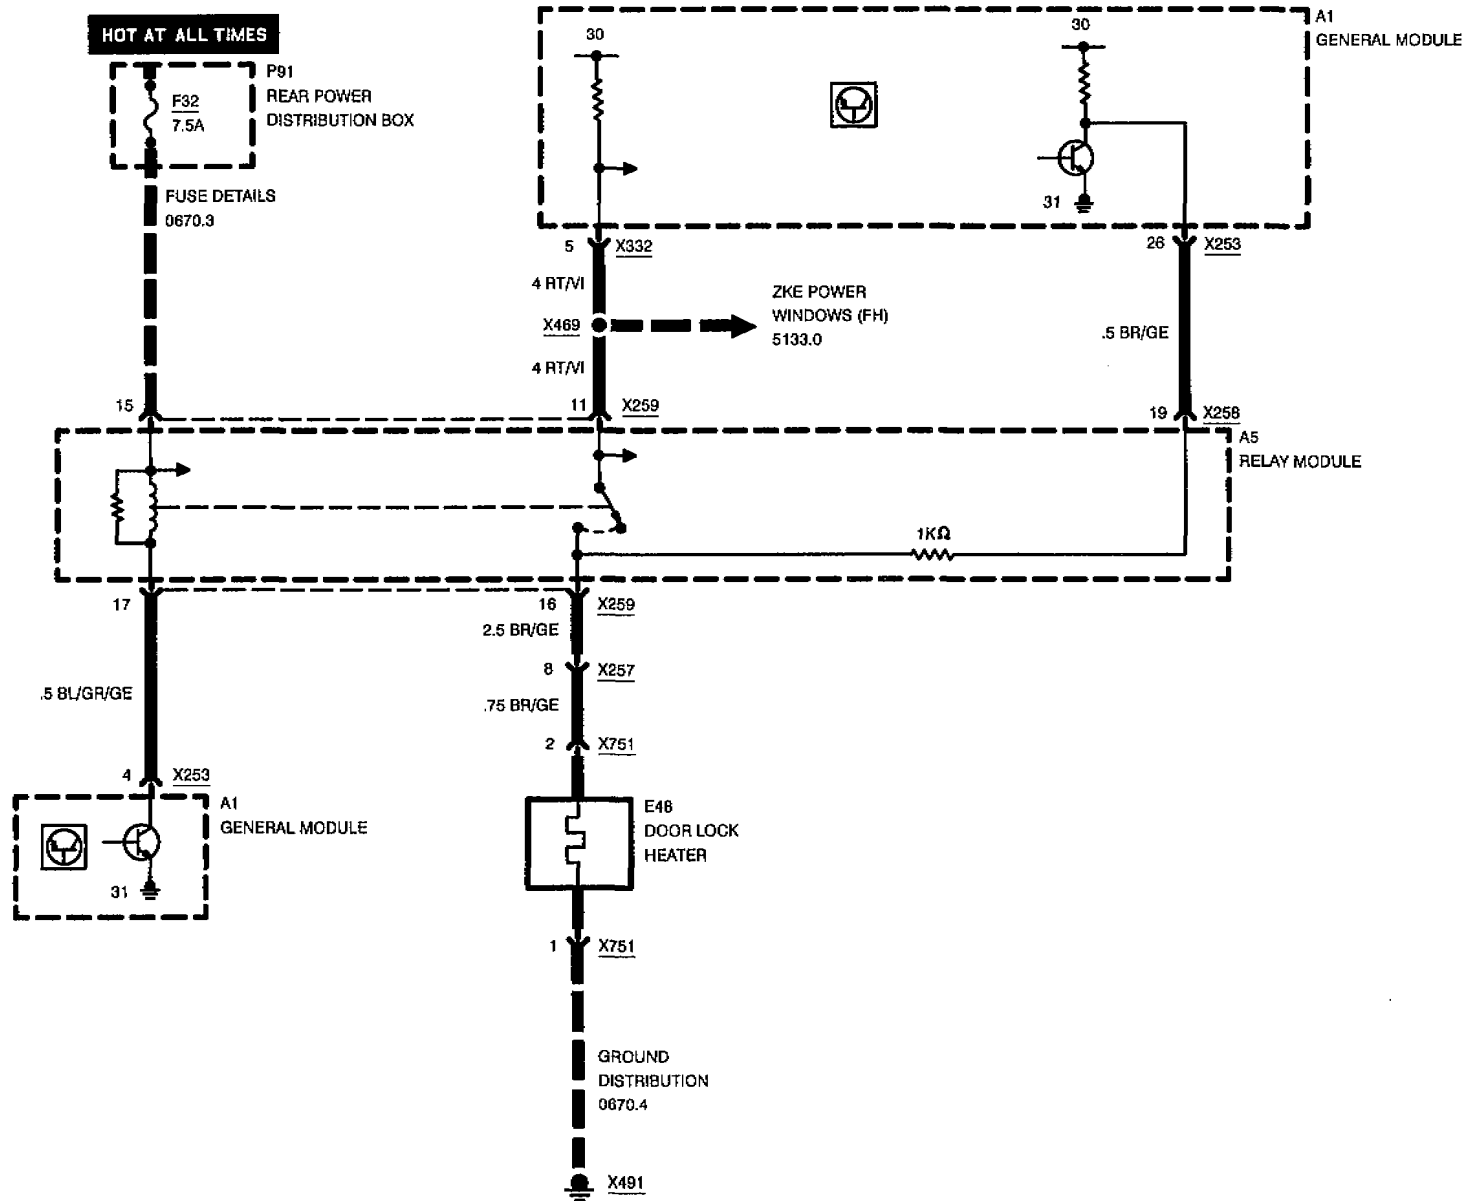 HOT AT ALL TIMES
P91
REAR POWER
DISTRIBUTION BOX
F32
7.5A
FUSE DETAILS
0670.3
30
30
31
A1
GENERAL MODULE
5
X332
26
X253
4 RT/VI
X469
ZKE POWER
WINDOWS (FH)
5133.0
4 RT/VI
.5 BR/GE
15
11
X259
19
X258
A5
RELAY MODULE
1KΩ
17
16
X259
2.5 BR/GE
8
X257
.5 BL/GR/GE
.75 BR/GE
2
X751
4
X253
A1
GENERAL MODULE
31
E48
DOOR LOCK
HEATER
1
X751
GROUND
DISTRIBUTION
0670.4
X491